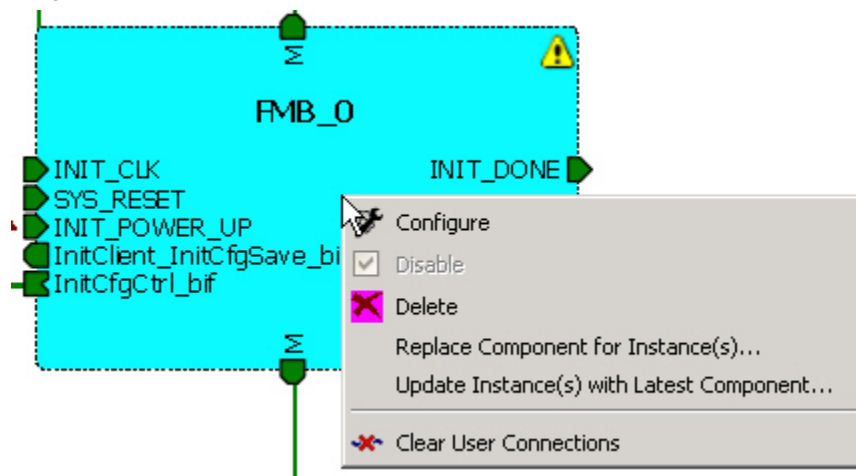 Σ
FMB_0
INIT_CLK
INIT_DONE
SYS_RESET
INIT_POWER_UP
InitClient_InitCfgSave_bi
InitCfgCtrl_bif
Σ
Configure
Disable
Delete
Replace Component for Instance(s)...
Update Instance(s) with Latest Component...
Clear User Connections